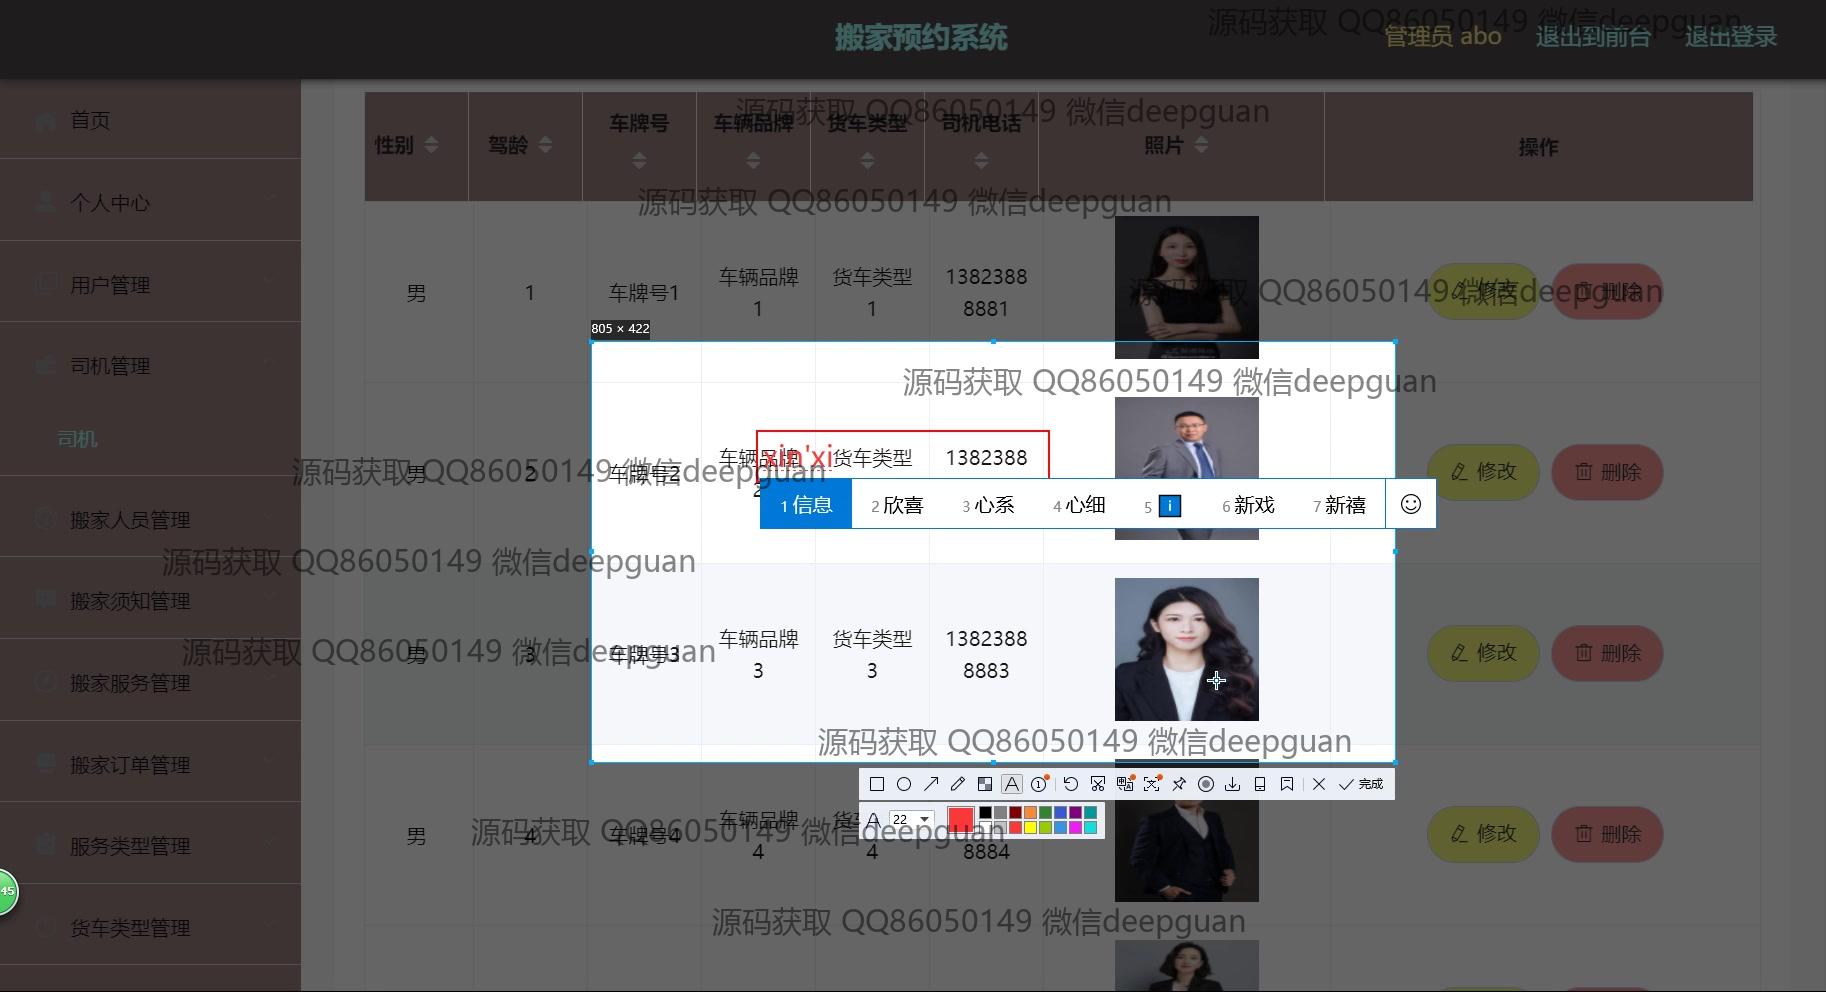 搬家预约系统
管理员 abo
退出到前台
退出登录
源码获取 QQ86050149 微信deepguan
首页
个人中心
用户管理
司机管理
司机
搬家人员管理
搬家须知管理
搬家服务管理
搬家订单管理
服务类型管理
货车类型管理
45
性别 驾龄 车牌号 车辆品牌 货车类型 司机电话 照片 操作
源码获取 QQ86050149 微信deepguan
源码获取 QQ86050149 微信deepguan
男 1 车牌号1 车辆品牌1 货车类型1 13823888881 修改 删除
源码获取 QQ86050149 微信deepguan
805 × 422
源码获取 QQ86050149 微信deepguan
男 2 车牌号2 车辆品牌2 货车类型 1382388 修改 删除
xin'xi
源码获取 QQ86050149 微信deepguan
1 信息 2 欣喜 3 心系 4 心细 5 i 6 新戏 7 新禧
源码获取 QQ86050149 微信deepguan
男 3 车牌号3 车辆品牌3 货车类型3 13823888883 修改 删除
源码获取 QQ86050149 微信deepguan
源码获取 QQ86050149 微信deepguan
完成
A 22
男 4 车牌号4 车辆品牌4 货 4 8884 修改 删除
源码获取 QQ86050149 微信deepguan
源码获取 QQ86050149 微信deepguan